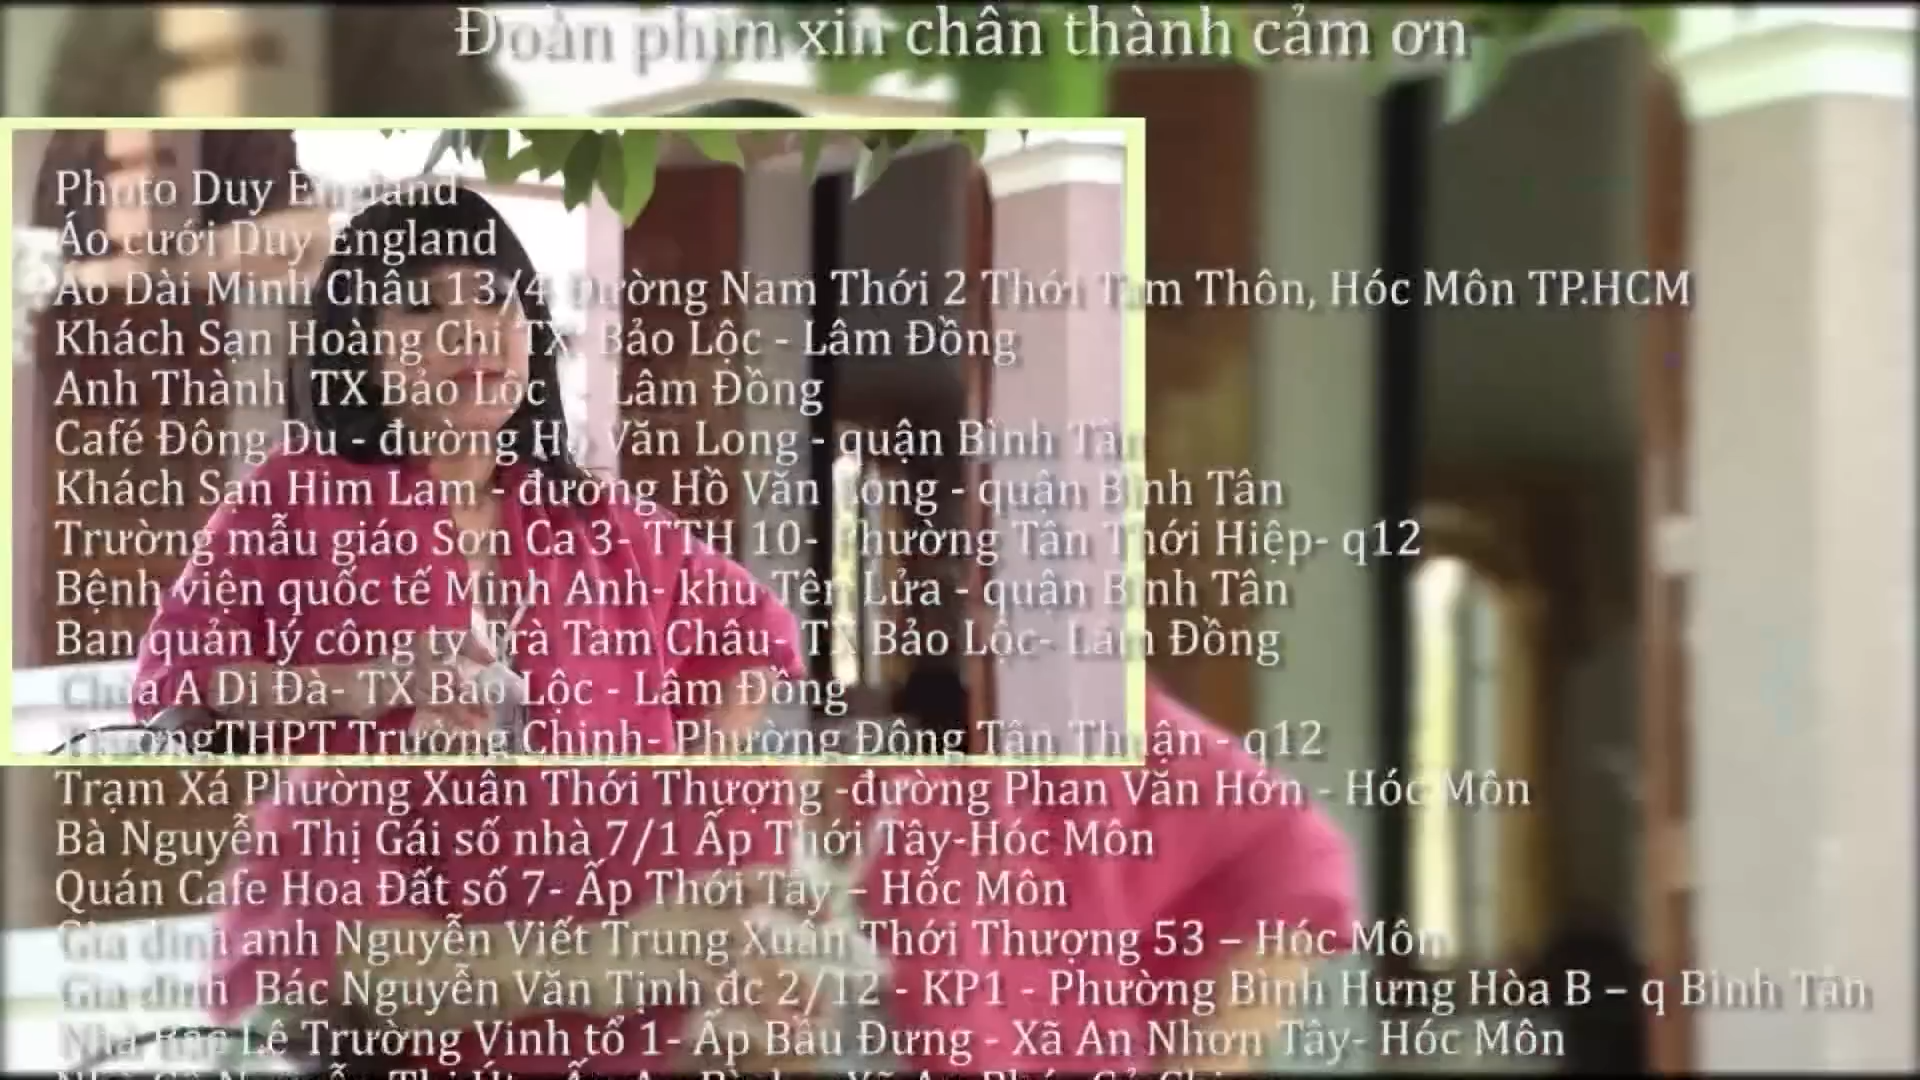 Đoàn phim xin chân thành cảm ơn
Photo Duy England
Áo cưới Duy England
Áo Dài Minh Châu 13/4 đường Nam Thới 2 Thới Tam Thôn, Hóc Môn TP.HCM
Khách Sạn Hoàng Chi TX Bảo Lộc - Lâm Đồng
Anh Thành TX Bảo Lộc - Lâm Đồng
Café Đông Du - đường Hồ Văn Long - quận Bình Tân
Khách Sạn Him Lam - đường Hồ Văn Long - quận Bình Tân
Trường mẫu giáo Sơn Ca 3- TTH 10- Phường Tân Thới Hiệp- q12
Bệnh viện quốc tế Minh Anh- khu Tên Lửa - quận Bình Tân
Ban quản lý công ty Trà Tam Châu- TX Bảo Lộc- Lâm Đồng
Chùa A Di Đà- TX Bảo Lộc - Lâm Đồng
TrườngTHPT Trường Chinh- Phường Đông Tân Thuận - q12
Trạm Xá Phường Xuân Thới Thượng -đường Phan Văn Hớn - Hóc Môn
Bà Nguyễn Thị Gái số nhà 7/1 Ấp Thới Tây-Hóc Môn
Quán Cafe Hoa Đất số 7- Ấp Thới Tây – Hốc Môn
Gia đình anh Nguyễn Viết Trung Xuân Thới Thượng 53 – Hóc Môn
Gia đình Bác Nguyễn Văn Tịnh đc 2/12 - KP1 - Phường Bình Hưng Hòa B – q Bình Tân
Nhà Lê Trường Vinh tổ 1- Ấp Bầu Đưng - Xã An Nhơn Tây- Hóc Môn